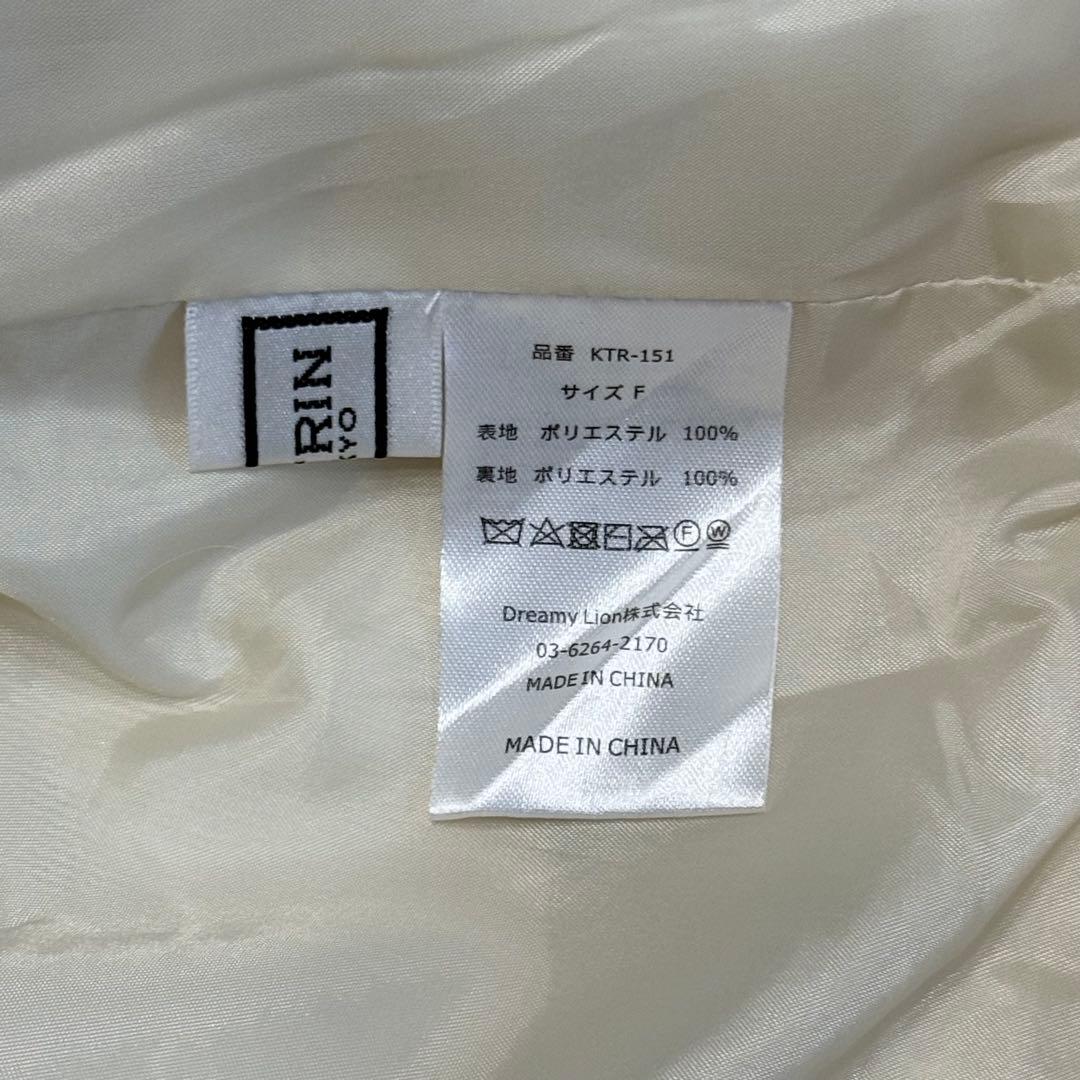 RIN
KYO
品番 KTR-151
サイズ F
表地 ポリエステル 100%
裏地 ポリエステル 100%
F W
Dreamy Lion株式会社
03-6264-2170
MADE IN CHINA
MADE IN CHINA